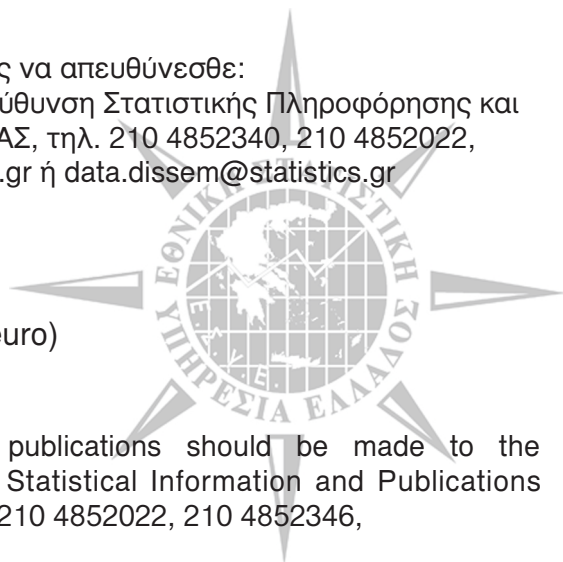 ς να απευθύνεσθε:
ύθυνση Στατιστικής Πληροφόρησης και
ΑΣ, τηλ. 210 4852340, 210 4852022,
.gr ή data.dissem@statistics.gr
ΕΘΝΙΚΗ ΣΤΑΤΙΣΤΙΚΗ
ΥΠΗΡΕΣΙΑ ΕΛΛΑΔΟΣ
Ε.Σ.Υ.Ε.
euro)
publications should be made to the
Statistical Information and Publications
210 4852022, 210 4852346,